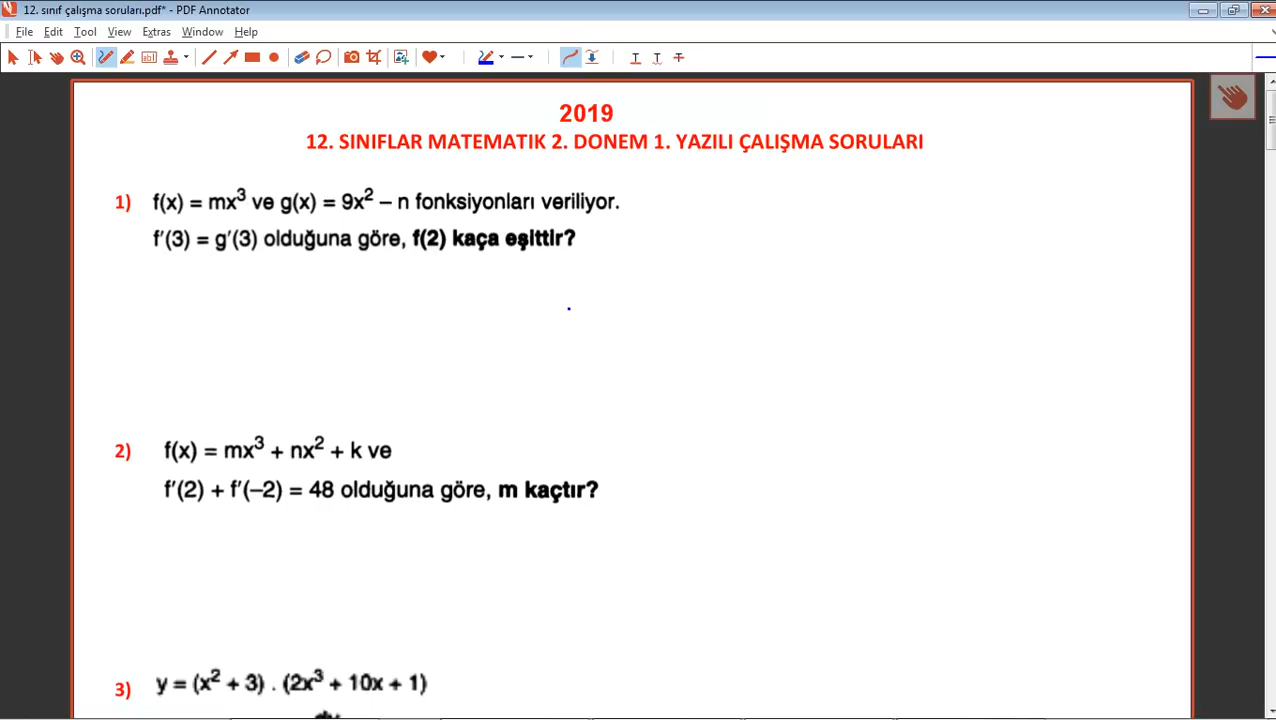 12. sınıf çalışma soruları.pdf* - PDF Annotator
File Edit Tool View Extras Window Help
2019
12. SINIFLAR MATEMATIK 2. DONEM 1. YAZILI ÇALIŞMA SORULARI
1) f(x) = mx³ ve g(x) = 9x² – n fonksiyonları veriliyor.
f′(3) = g′(3) olduğuna göre, f(2) kaça eşittir?
2) f(x) = mx³ + nx² + k ve
f′(2) + f′(–2) = 48 olduğuna göre, m kaçtır?
3) y = (x² + 3) . (2x³ + 10x + 1)